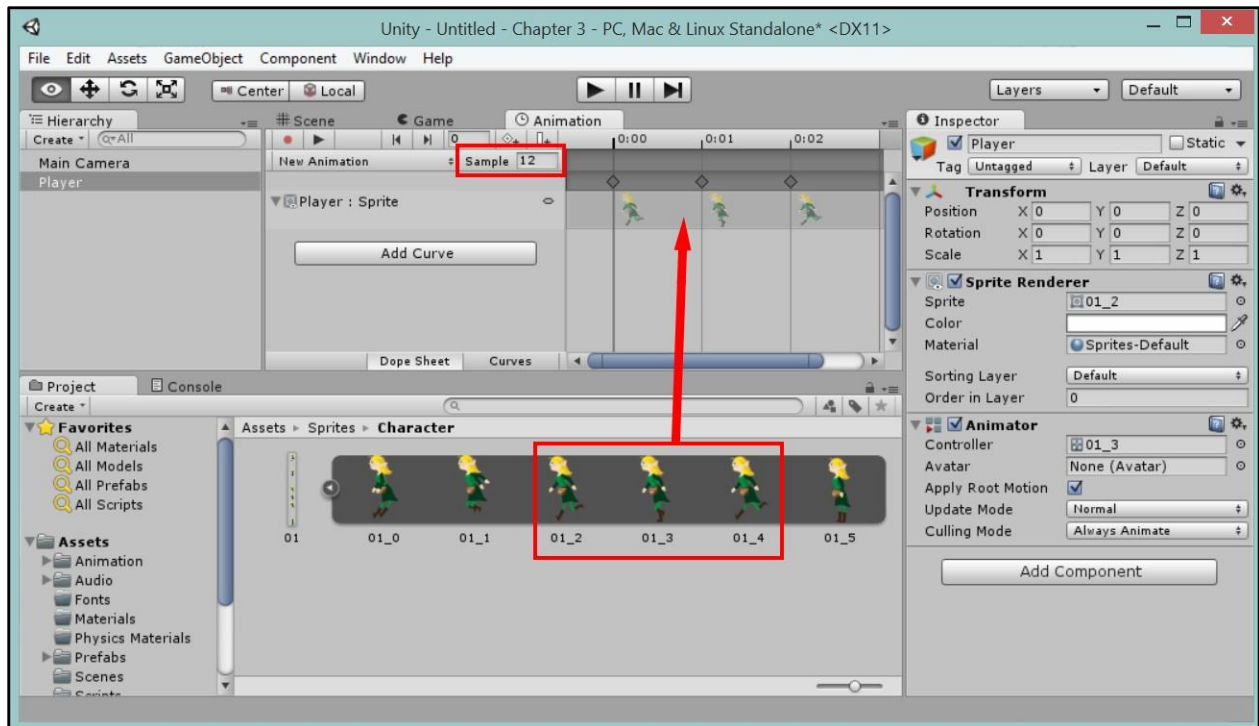 Unity - Untitled - Chapter 3 - PC, Mac & Linux Standalone* <DX11>
File Edit Assets GameObject Component Window Help
Center Local Layers Default
Hierarchy
Create All
Main Camera
Player
Scene Game Animation
0 0:00 0:01 0:02
New Animation Sample 12
Player : Sprite
Add Curve
Dope Sheet Curves
Inspector
Player Static
Tag Untagged Layer Default
Transform
Position X 0 Y 0 Z 0
Rotation X 0 Y 0 Z 0
Scale X 1 Y 1 Z 1
Sprite Renderer
Sprite 01_2
Color
Material Sprites-Default
Sorting Layer Default
Order in Layer 0
Animator
Controller 01_3
Avatar None (Avatar)
Apply Root Motion
Update Mode Normal
Culling Mode Always Animate
Add Component
Project Console
Create
Favorites
All Materials
All Models
All Prefabs
All Scripts
Assets
Animation
Audio
Fonts
Materials
Physics Materials
Prefabs
Scenes
Scripts
Assets Sprites Character
01 01_0 01_1 01_2 01_3 01_4 01_5